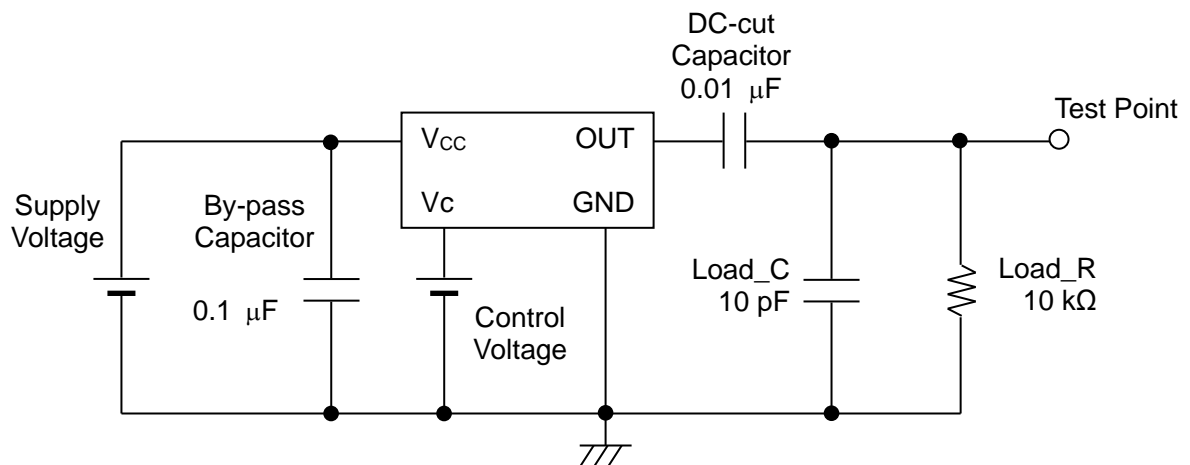 DC-cut
Capacitor
0.01 μF
Test Point
VCC
OUT
Vc
GND
Supply
Voltage
By-pass
Capacitor
0.1 μF
Control
Voltage
Load_C
10 pF
Load_R
10 kΩ